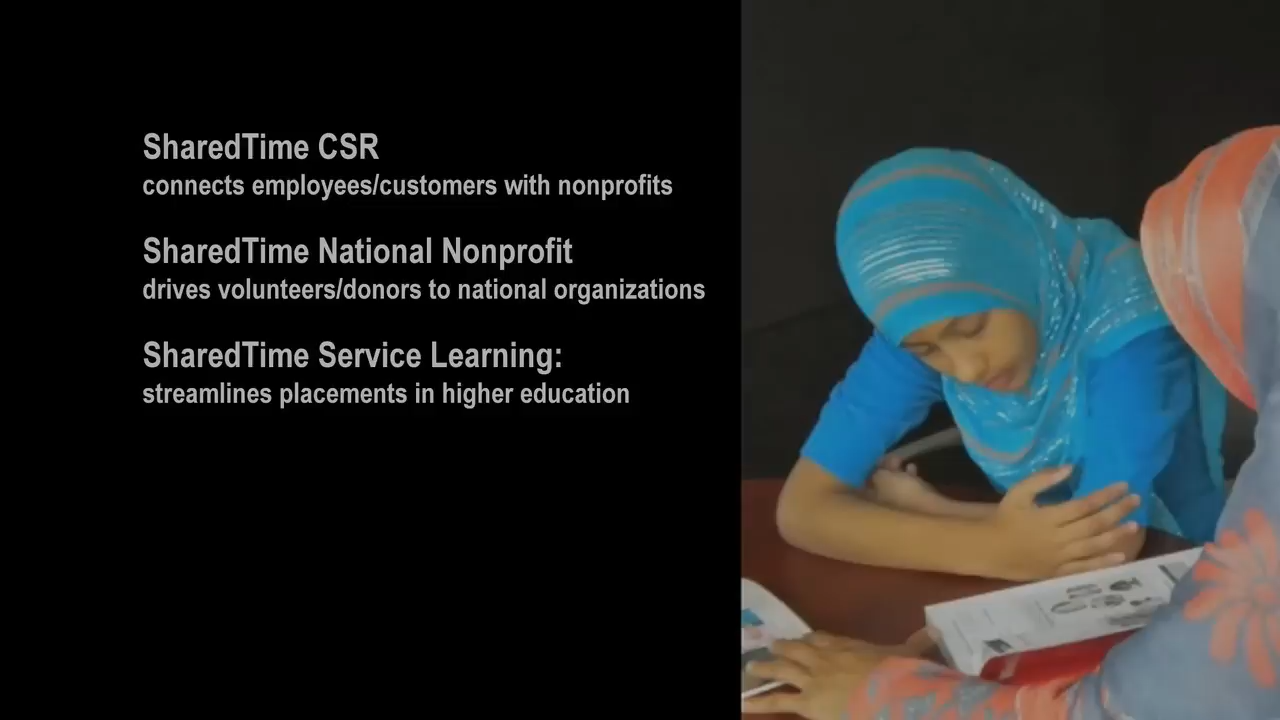 SharedTime CSR
connects employees/customers with nonprofits
SharedTime National Nonprofit
drives volunteers/donors to national organizations
SharedTime Service Learning:
streamlines placements in higher education